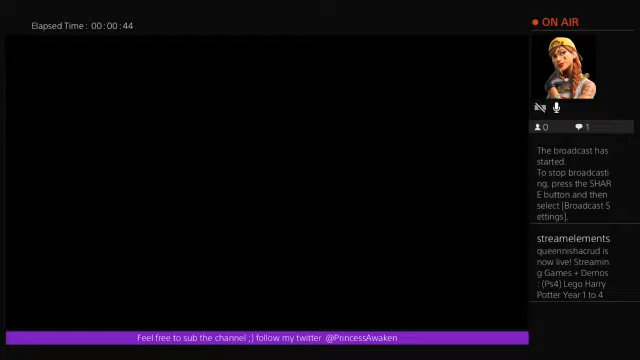 Elapsed Time : 00:00:44
ON AIR
0
1
The broadcast has
started.
To stop broadcasti
ng, press the SHAR
E button and then
select [Broadcast S
ettings].
streamelements
queennishacrud is
now live! Streamin
g Games + Demos
: (Ps4) Lego Harry
Potter Year 1 to 4
Feel free to sub the channel ;) follow my twitter @PrincessAwaken